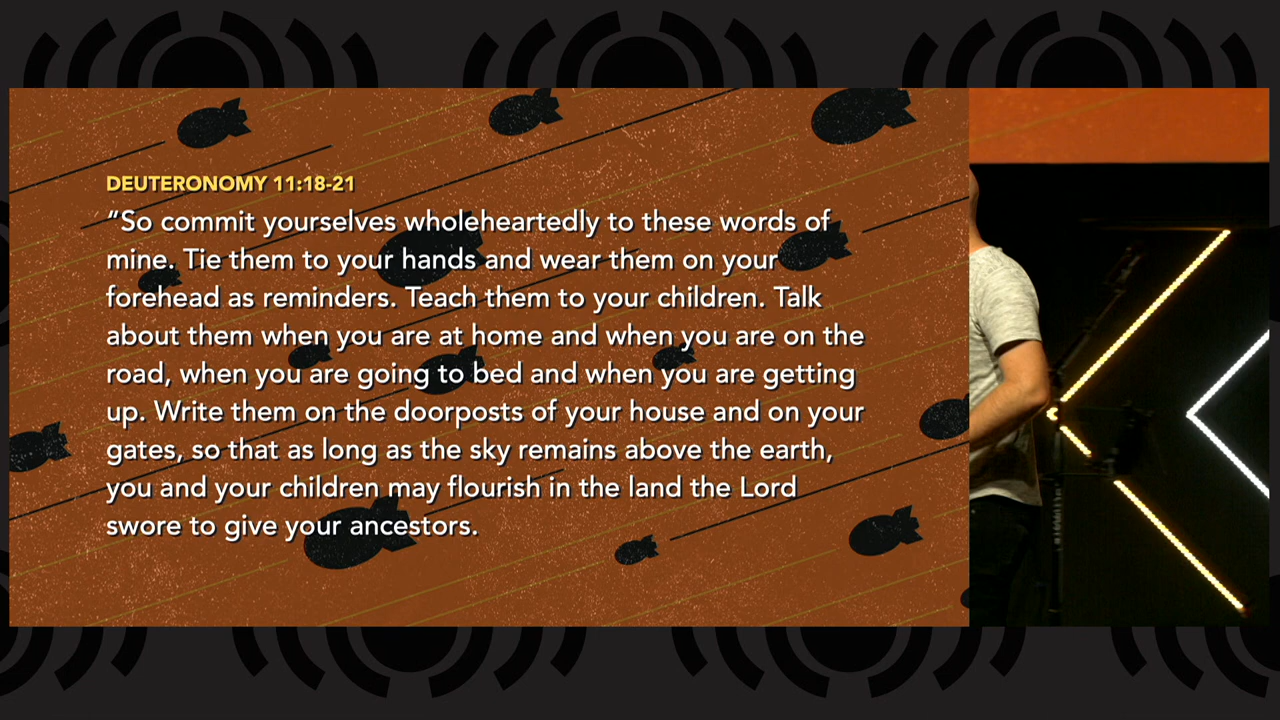 DEUTERONOMY 11:18-21
“So commit yourselves wholeheartedly to these words of
mine. Tie them to your hands and wear them on your
forehead as reminders. Teach them to your children. Talk
about them when you are at home and when you are on the
road, when you are going to bed and when you are getting
up. Write them on the doorposts of your house and on your
gates, so that as long as the sky remains above the earth,
you and your children may flourish in the land the Lord
swore to give your ancestors.